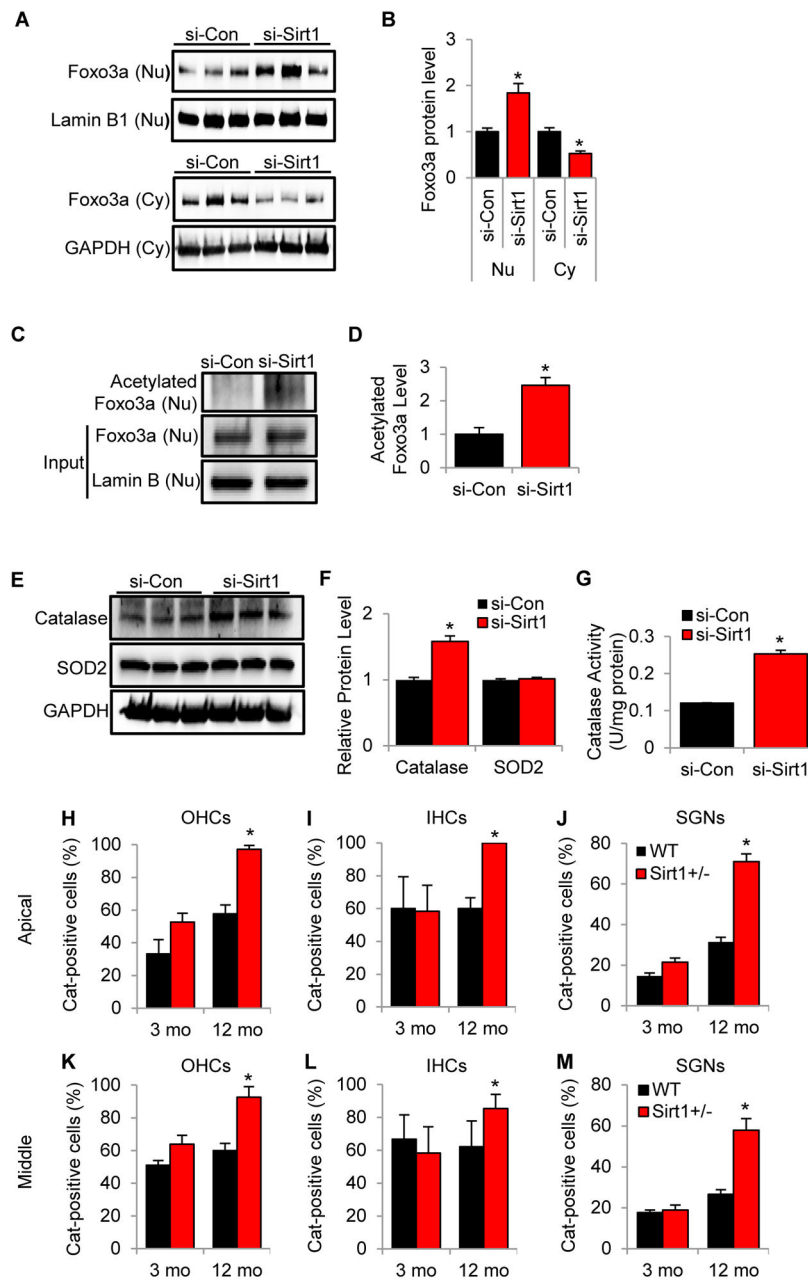 A
si-Con si-Sirt1
Foxo3a (Nu)
Lamin B1 (Nu)
si-Con si-Sirt1
Foxo3a (Cy)
GAPDH (Cy)
B
Foxo3a protein level
3
2
1
0
*
*
si-Con
si-Sirt1
si-Con
si-Sirt1
Nu Cy
C
si-Con si-Sirt1
Acetylated
Foxo3a (Nu)
Input
Foxo3a (Nu)
Lamin B (Nu)
D
Acetylated
Foxo3a Level
3
2
1
0
*
si-Con si-Sirt1
E
si-Con si-Sirt1
Catalase
SOD2
GAPDH
F
Relative Protein Level
2
1
0
si-Con
si-Sirt1
*
Catalase SOD2
G
Catalase Activity
(U/mg protein)
0.3
0.2
0.1
0
si-Con
si-Sirt1
*
si-Con si-Sirt1
Apical
H
OHCs
Cat-positive cells (%)
100
80
60
40
20
0
*
3 mo 12 mo
I
IHCs
Cat-positive cells (%)
100
80
60
40
20
0
*
3 mo 12 mo
J
SGNs
Cat-positive cells (%)
80
60
40
20
0
WT
Sirt1+/-
*
3 mo 12 mo
Middle
K
OHCs
Cat-positive cells (%)
100
80
60
40
20
0
*
3 mo 12 mo
L
IHCs
Cat-positive cells (%)
100
80
60
40
20
0
*
3 mo 12 mo
M
SGNs
Cat-positive cells (%)
80
60
40
20
0
WT
Sirt1+/-
*
3 mo 12 mo